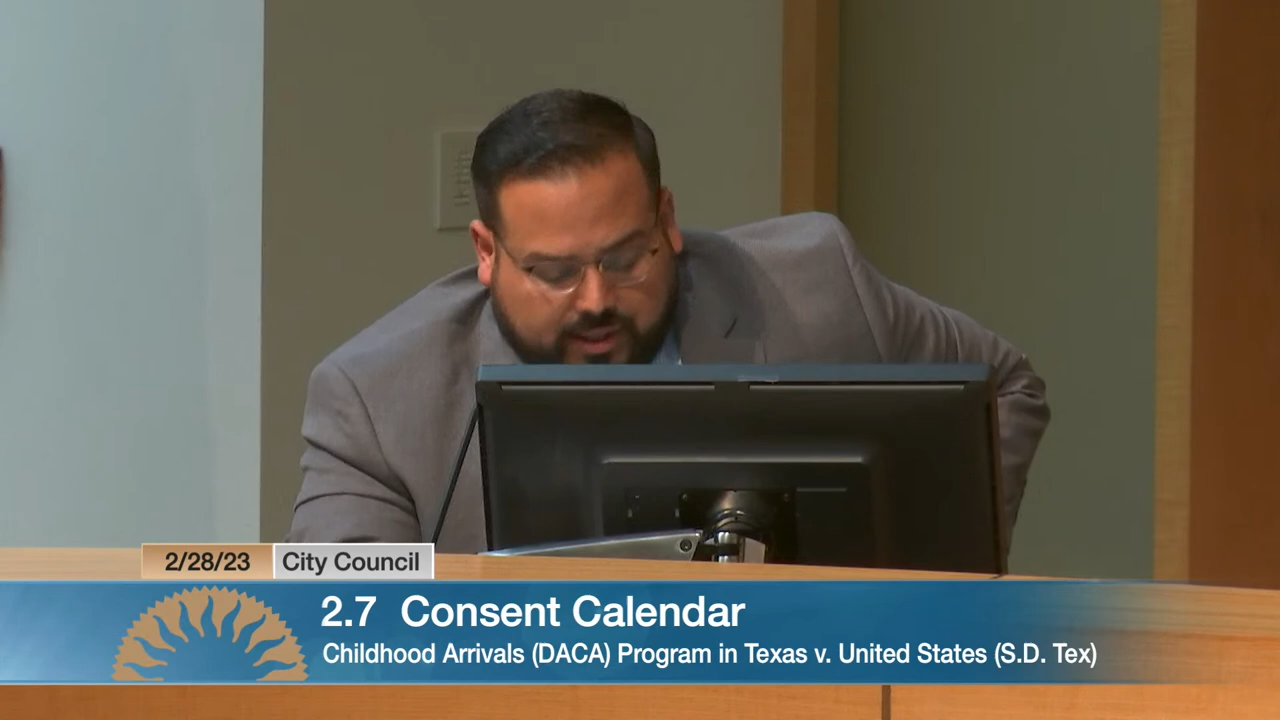 2/28/23 City Council
2.7 Consent Calendar
Childhood Arrivals (DACA) Program in Texas v. United States (S.D. Tex)